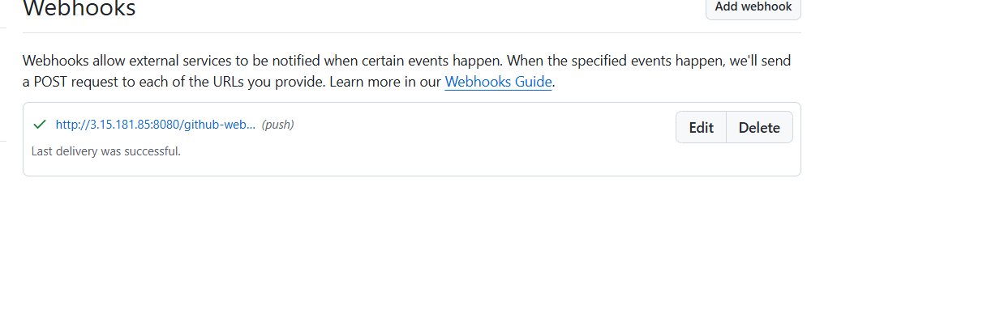 Webhooks
Add webhook
Webhooks allow external services to be notified when certain events happen. When the specified events happen, we'll send
a POST request to each of the URLs you provide. Learn more in our Webhooks Guide.
http://3.15.181.85:8080/github-web... (push)
Edit
Delete
Last delivery was successful.